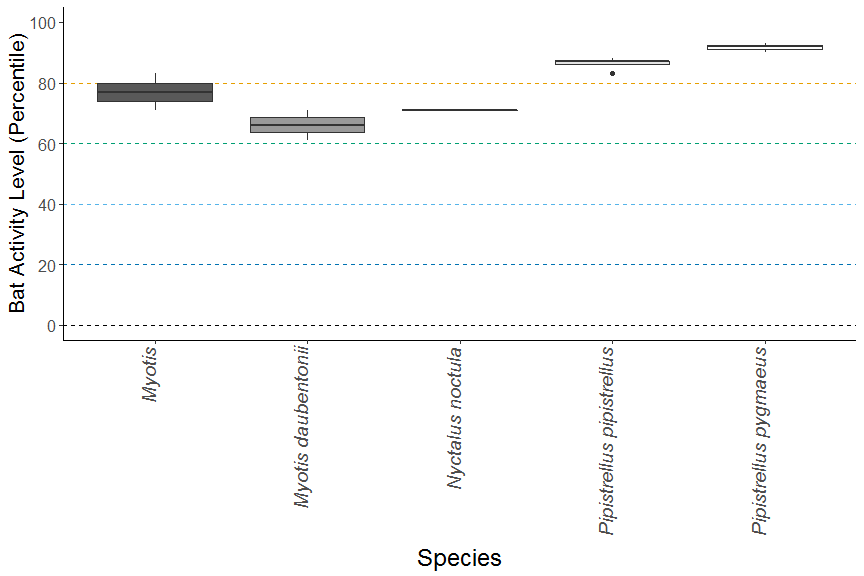 Bat Activity Level (Percentile)
100
80
60
40
20
0
Myotis
Myotis daubentonii
Nyctalus noctula
Pipistrellus pipistrellus
Pipistrellus pygmaeus
Species